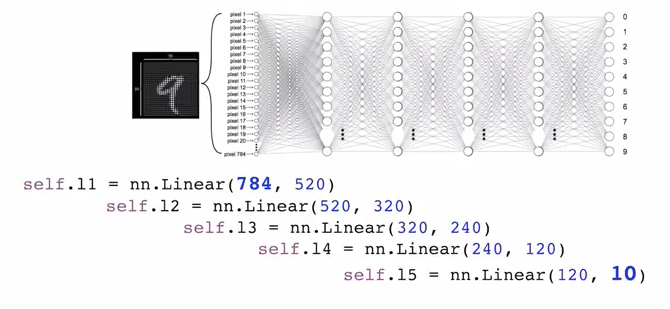 pixel 1
pixel 2
pixel 3
pixel 4
pixel 5
pixel 6
pixel 7
pixel 8
pixel 9
pixel 10
pixel 11
pixel 12
pixel 13
pixel 14
pixel 15
pixel 16
pixel 17
pixel 18
pixel 19
pixel 20
pixel 784
0
1
2
3
4
5
6
7
8
9
self.l1 = nn.Linear(784, 520)
self.l2 = nn.Linear(520, 320)
self.l3 = nn.Linear(320, 240)
self.l4 = nn.Linear(240, 120)
self.l5 = nn.Linear(120, 10)